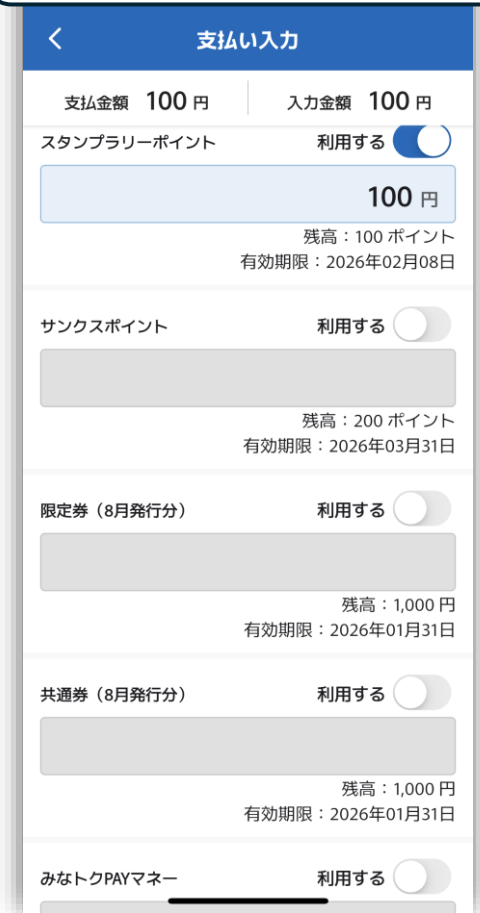 支払い入力
支払金額 100 円 入力金額 100 円
スタンプラリーポイント 利用する
100 円
残高：100 ポイント
有効期限：2026年02月08日
サンクスポイント 利用する
残高：200 ポイント
有効期限：2026年03月31日
限定券（8月発行分） 利用する
残高：1,000 円
有効期限：2026年01月31日
共通券（8月発行分） 利用する
残高：1,000 円
有効期限：2026年01月31日
みなトクPAYマネー 利用する